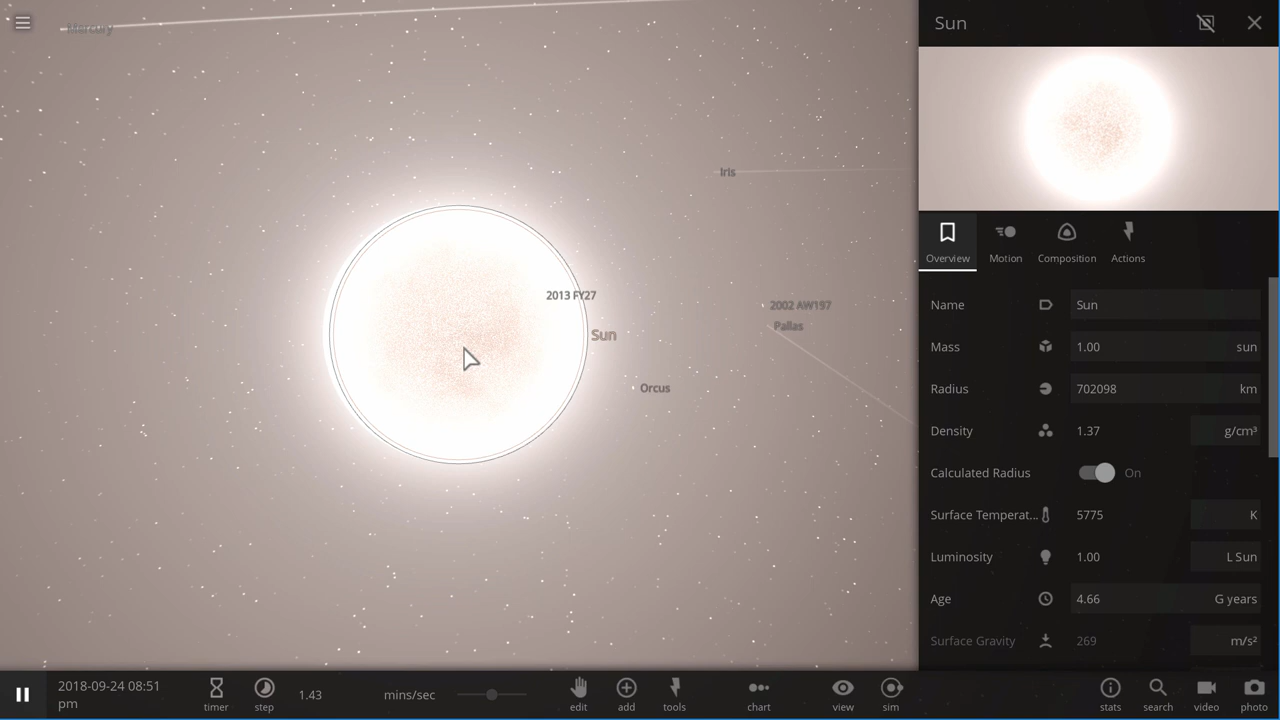 Mercury
Iris
2013 FY27
Sun
2002 AW197
Pallas
Orcus
Sun
Overview
Motion
Composition
Actions
Name Sun
Mass 1.00 sun
Radius 702098 km
Density 1.37 g/cm³
Calculated Radius On
Surface Temperat... 5775 K
Luminosity 1.00 L Sun
Age 4.66 G years
Surface Gravity 269 m/s²
2018-09-24 08:51
pm
timer
step
1.43 mins/sec
edit
add
tools
chart
view
sim
stats
search
video
photo